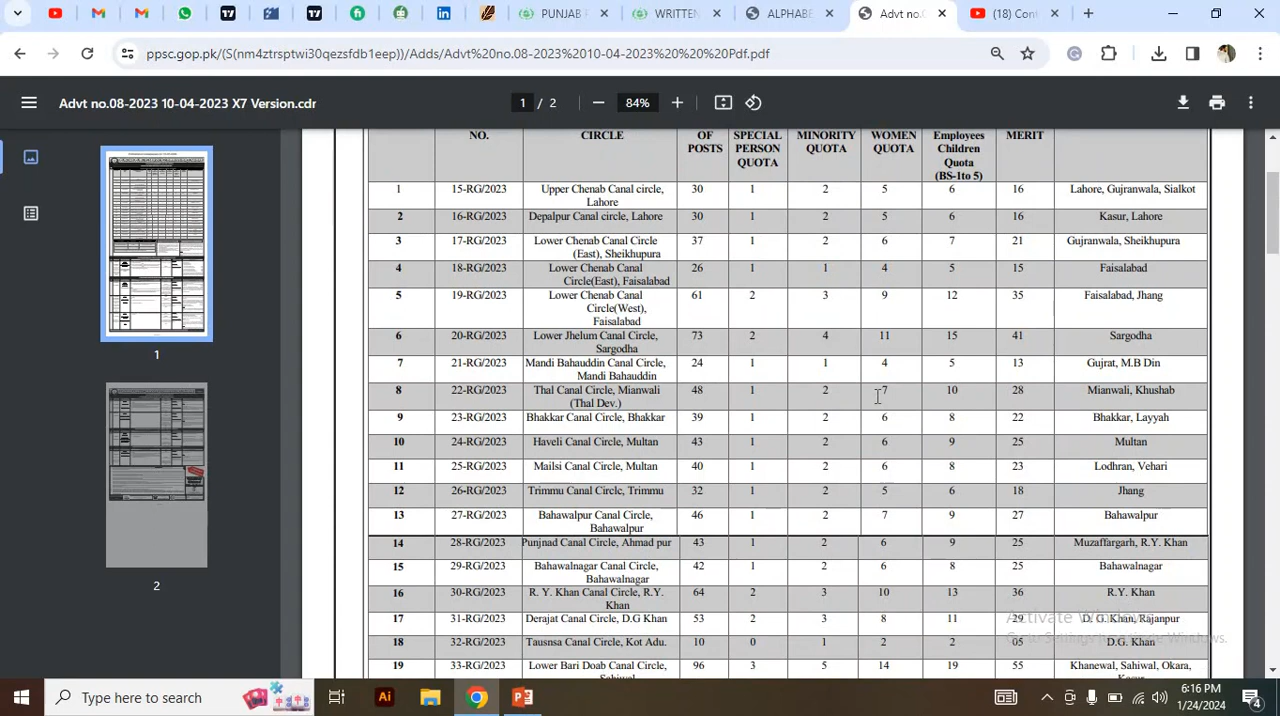 PUNJAB F
WRITTEN
ALPHABE
Advt no.0
(18) Con
ppsc.gop.pk/(S(nm4ztrsptwi30qezsfdb1eep))/Adds/Advt%20no.08-2023%2010-04-2023%20%20%20Pdf.pdf
Advt no.08-2023 10-04-2023 X7 Version.cdr
1 / 2
84%
NO. CIRCLE OF POSTS SPECIAL PERSON QUOTA MINORITY QUOTA WOMEN QUOTA Employees Children Quota (BS-1to 5) MERIT
1 15-RG/2023 Upper Chenab Canal circle, Lahore 30 1 2 5 6 16 Lahore, Gujranwala, Sialkot
2 16-RG/2023 Depalpur Canal circle, Lahore 30 1 2 5 6 16 Kasur, Lahore
3 17-RG/2023 Lower Chenab Canal Circle (East), Sheikhupura 37 1 2 6 7 21 Gujranwala, Sheikhupura
4 18-RG/2023 Lower Chenab Canal Circle(East), Faisalabad 26 1 1 4 5 15 Faisalabad
5 19-RG/2023 Lower Chenab Canal Circle(West), Faisalabad 61 2 3 9 12 35 Faisalabad, Jhang
6 20-RG/2023 Lower Jhelum Canal Circle, Sargodha 73 2 4 11 15 41 Sargodha
7 21-RG/2023 Mandi Bahauddin Canal Circle, Mandi Bahauddin 24 1 1 4 5 13 Gujrat, M.B Din
8 22-RG/2023 Thal Canal Circle, Mianwali (Thal Dev.) 48 1 2 7 10 28 Mianwali, Khushab
9 23-RG/2023 Bhakkar Canal Circle, Bhakkar 39 1 2 6 8 22 Bhakkar, Layyah
10 24-RG/2023 Haveli Canal Circle, Multan 43 1 2 6 9 25 Multan
11 25-RG/2023 Mailsi Canal Circle, Multan 40 1 2 6 8 23 Lodhran, Vehari
12 26-RG/2023 Trimmu Canal Circle, Trimmu 32 1 2 5 6 18 Jhang
13 27-RG/2023 Bahawalpur Canal Circle, Bahawalpur 46 1 2 7 9 27 Bahawalpur
14 28-RG/2023 Punjnad Canal Circle, Ahmad pur 43 1 2 6 9 25 Muzaffargarh, R.Y. Khan
15 29-RG/2023 Bahawalnagar Canal Circle, Bahawalnagar 42 1 2 6 8 25 Bahawalnagar
16 30-RG/2023 R. Y. Khan Canal Circle, R.Y. Khan 64 2 3 10 13 36 R.Y. Khan
17 31-RG/2023 Derajat Canal Circle, D.G Khan 53 2 3 8 11 29 D. G. Khan, Rajanpur
18 32-RG/2023 Tausnsa Canal Circle, Kot Adu. 10 0 1 2 2 05 D.G. Khan
19 33-RG/2023 Lower Bari Doab Canal Circle, Sahiwal 96 3 5 14 19 55 Khanewal, Sahiwal, Okara,
Activate Windows
Go to Settings to activate Windows.
1
2
Type here to search
6:16 PM
1/24/2024
4